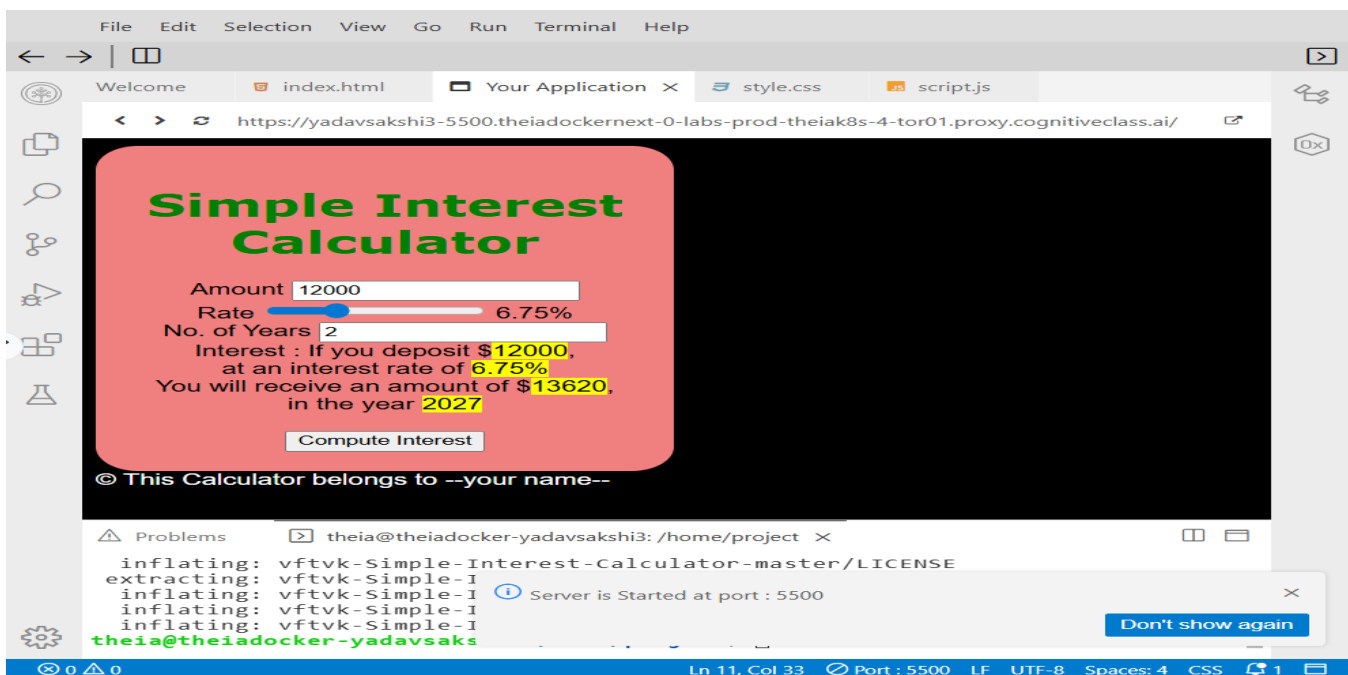 File Edit Selection View Go Run Terminal Help
Welcome index.html Your Application style.css JS script.js
https://yadavsakshi3-5500.theiadockernext-0-labs-prod-theiak8s-4-tor01.proxy.cognitiveclass.ai/
0x
Simple Interest
Calculator
Amount 12000
Rate 6.75%
No. of Years 2
Interest : If you deposit $12000,
at an interest rate of 6.75%
You will receive an amount of $13620,
in the year 2027
Compute Interest
© This Calculator belongs to --your name--
Problems theia@theiadocker-yadavsakshi3: /home/project
inflating: vftvk-Simple-Interest-Calculator-master/LICENSE
extracting: vftvk-Simple-I
inflating: vftvk-Simple-I
inflating: vftvk-Simple-I
inflating: vftvk-Simple-I
theia@theiadocker-yadavsaks
Server is Started at port : 5500
Don't show again
0 0 Ln 11, Col 33 Port : 5500 LF UTF-8 Spaces: 4 CSS 1